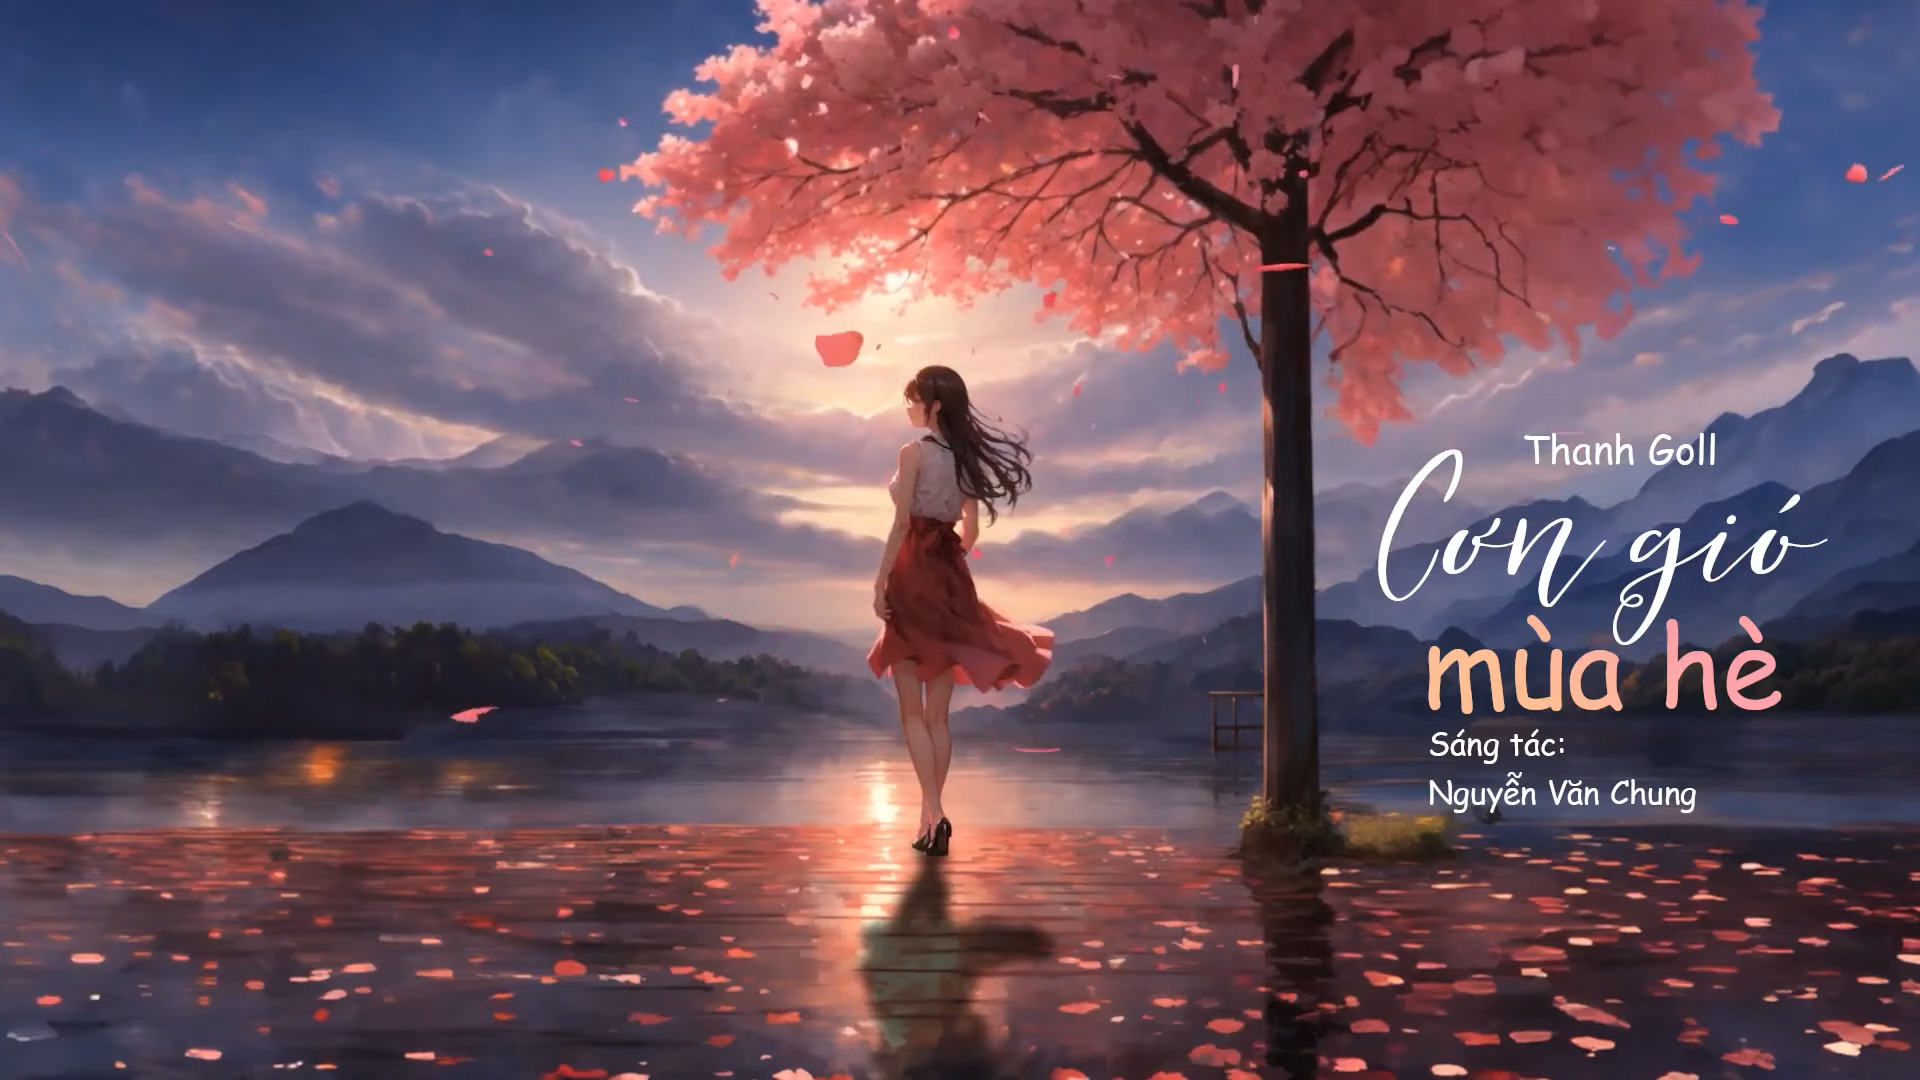 Thanh Goll
Cơn gió
mùa hè
Sáng tác:
Nguyễn Văn Chung